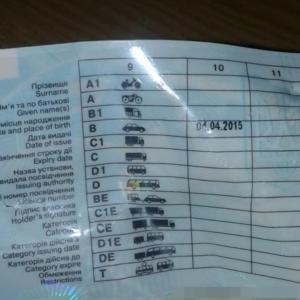 9 10 11
Прізвище A1
Surname
Ім'я та по батькові A
Given name(s) B1
місце народження B 04.04.2015
and place of birth
Дата видачі C1
Date of issue
закінчення строку дії C
Expiry date
Назва установи, D1
видала посвідчення
Issuing authority D
номер посвідчення BE
Licence number
Підпис власника C1E
Holder's signature
Категорія CE
D1E
Категорія дійсна з
Category issuing date DE
Категорія дійсна до
Category expire T
Обмеження
Restrictions